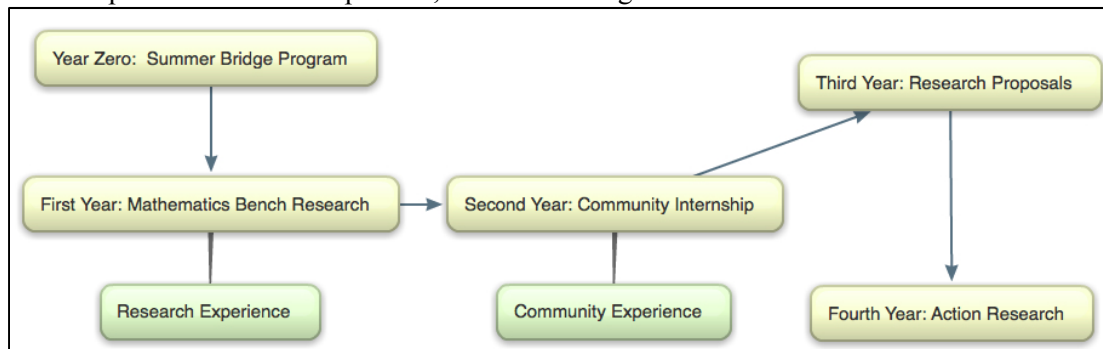 Year Zero: Summer Bridge Program
Third Year: Research Proposals
First Year: Mathematics Bench Research
Second Year: Community Internship
Research Experience
Community Experience
Fourth Year: Action Research